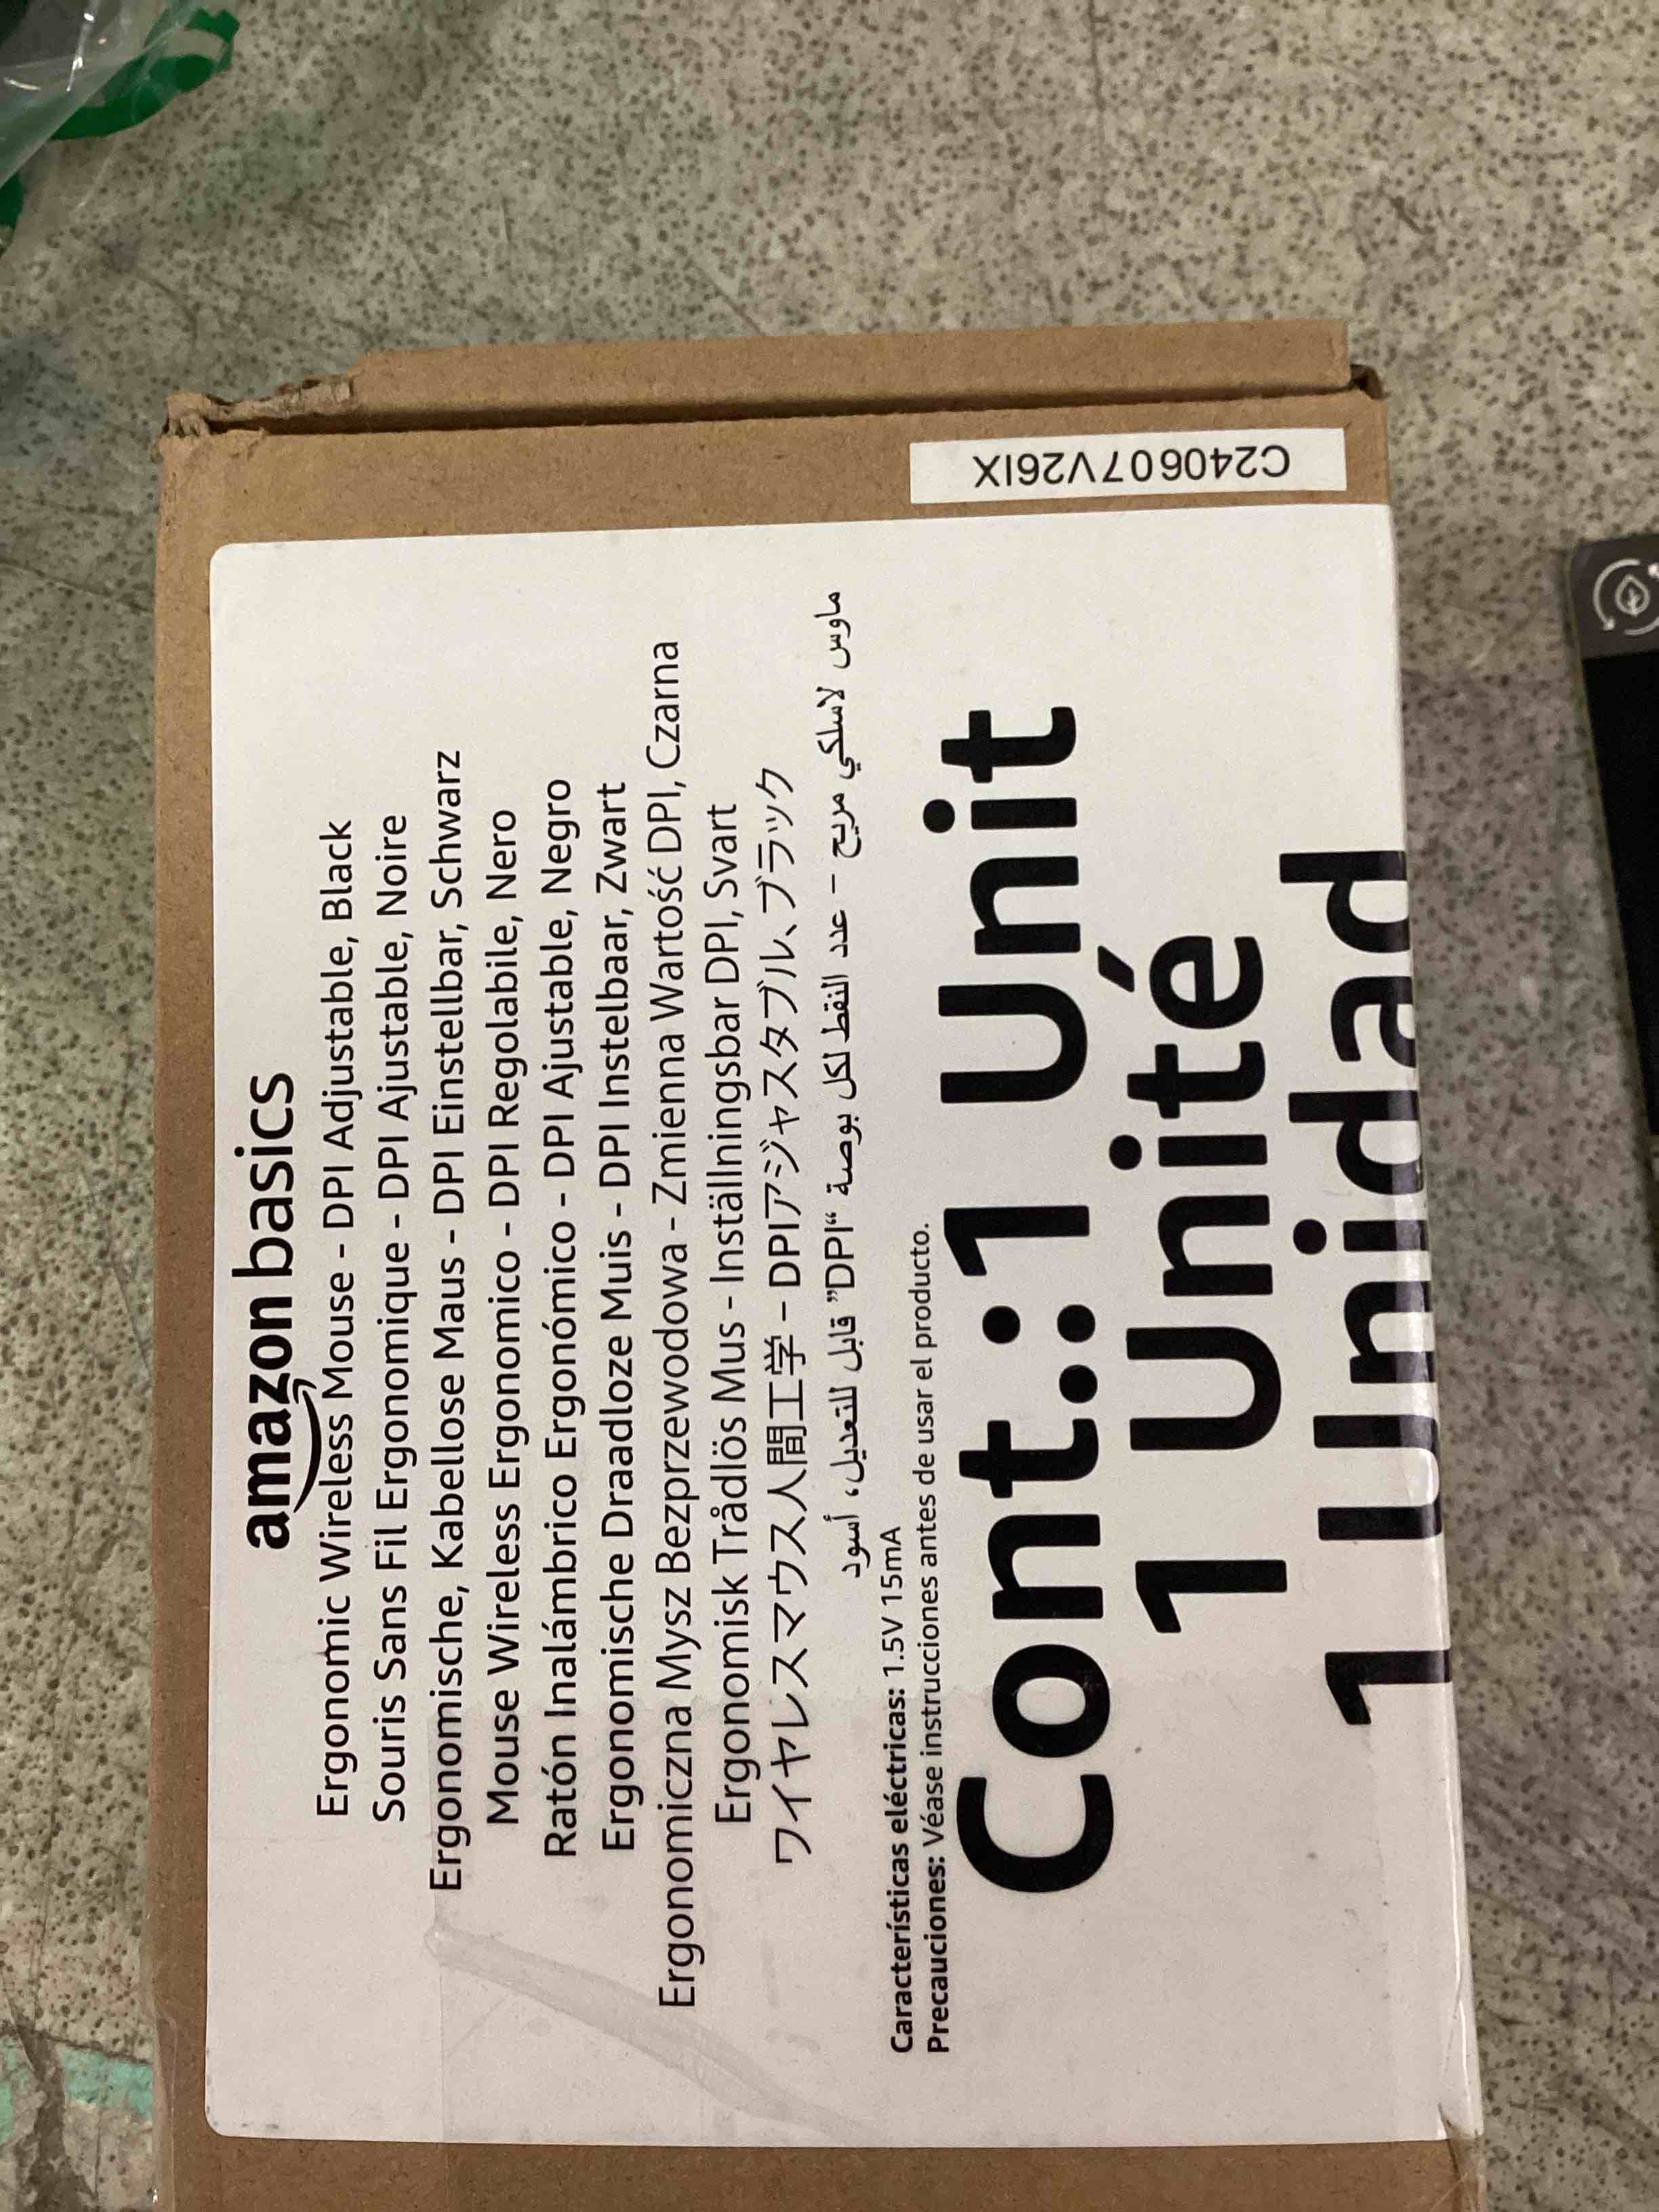 amazon basics
Ergonomic Wireless Mouse - DPI Adjustable, Black
Souris Sans Fil Ergonomique - DPI Ajustable, Noire
Ergonomische, Kabellose Maus - DPI Einstellbar, Schwarz
Mouse Wireless Ergonomico - DPI Regolabile, Nero
Ratón Inalámbrico Ergonómico - DPI Ajustable, Negro
Ergonomische Draadloze Muis - DPI Instelbaar, Zwart
Ergonomiczna Mysz Bezprzewodowa - Zmienna Wartość DPI, Czarna
Ergonomisk Trådlös Mus - Inställningsbar DPI, Svart
ワイヤレスマウス人間工学 – DPIアジャスタブル、ブラック
ماوس لاسلكي مريح – عدد النقط لكل بوصة “DPI” قابل للتعديل، أسود
Características eléctricas: 1.5V 15mA
Precauciones: Véase instrucciones antes de usar el producto.
Cont.:1 Unit
1 Unité
1 Unidad
C240607V26IX